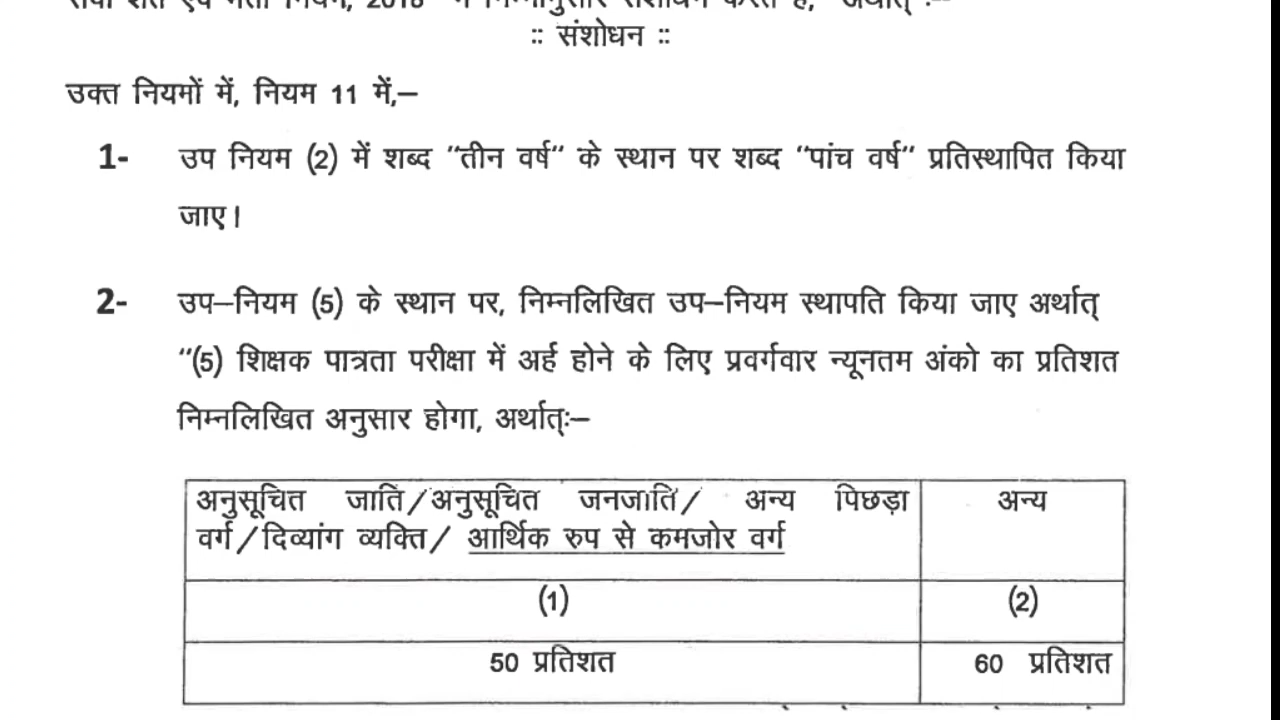 :: संशोधन ::
उक्त नियमों में, नियम 11 में,–
1- उप नियम (2) में शब्द "तीन वर्ष" के स्थान पर शब्द "पांच वर्ष" प्रतिस्थापित किया
जाए।
2- उप–नियम (5) के स्थान पर, निम्नलिखित उप–नियम स्थापति किया जाए अर्थात्
"(5) शिक्षक पात्रता परीक्षा में अर्ह होने के लिए प्रवर्गवार न्यूनतम अंको का प्रतिशत
निम्नलिखित अनुसार होगा, अर्थात्ः–
अनुसूचित जाति/अनुसूचित जनजाति/ अन्य पिछड़ा
वर्ग/दिव्यांग व्यक्ति/ आर्थिक रुप से कमजोर वर्ग
अन्य
(1) (2)
50 प्रतिशत 60 प्रतिशत